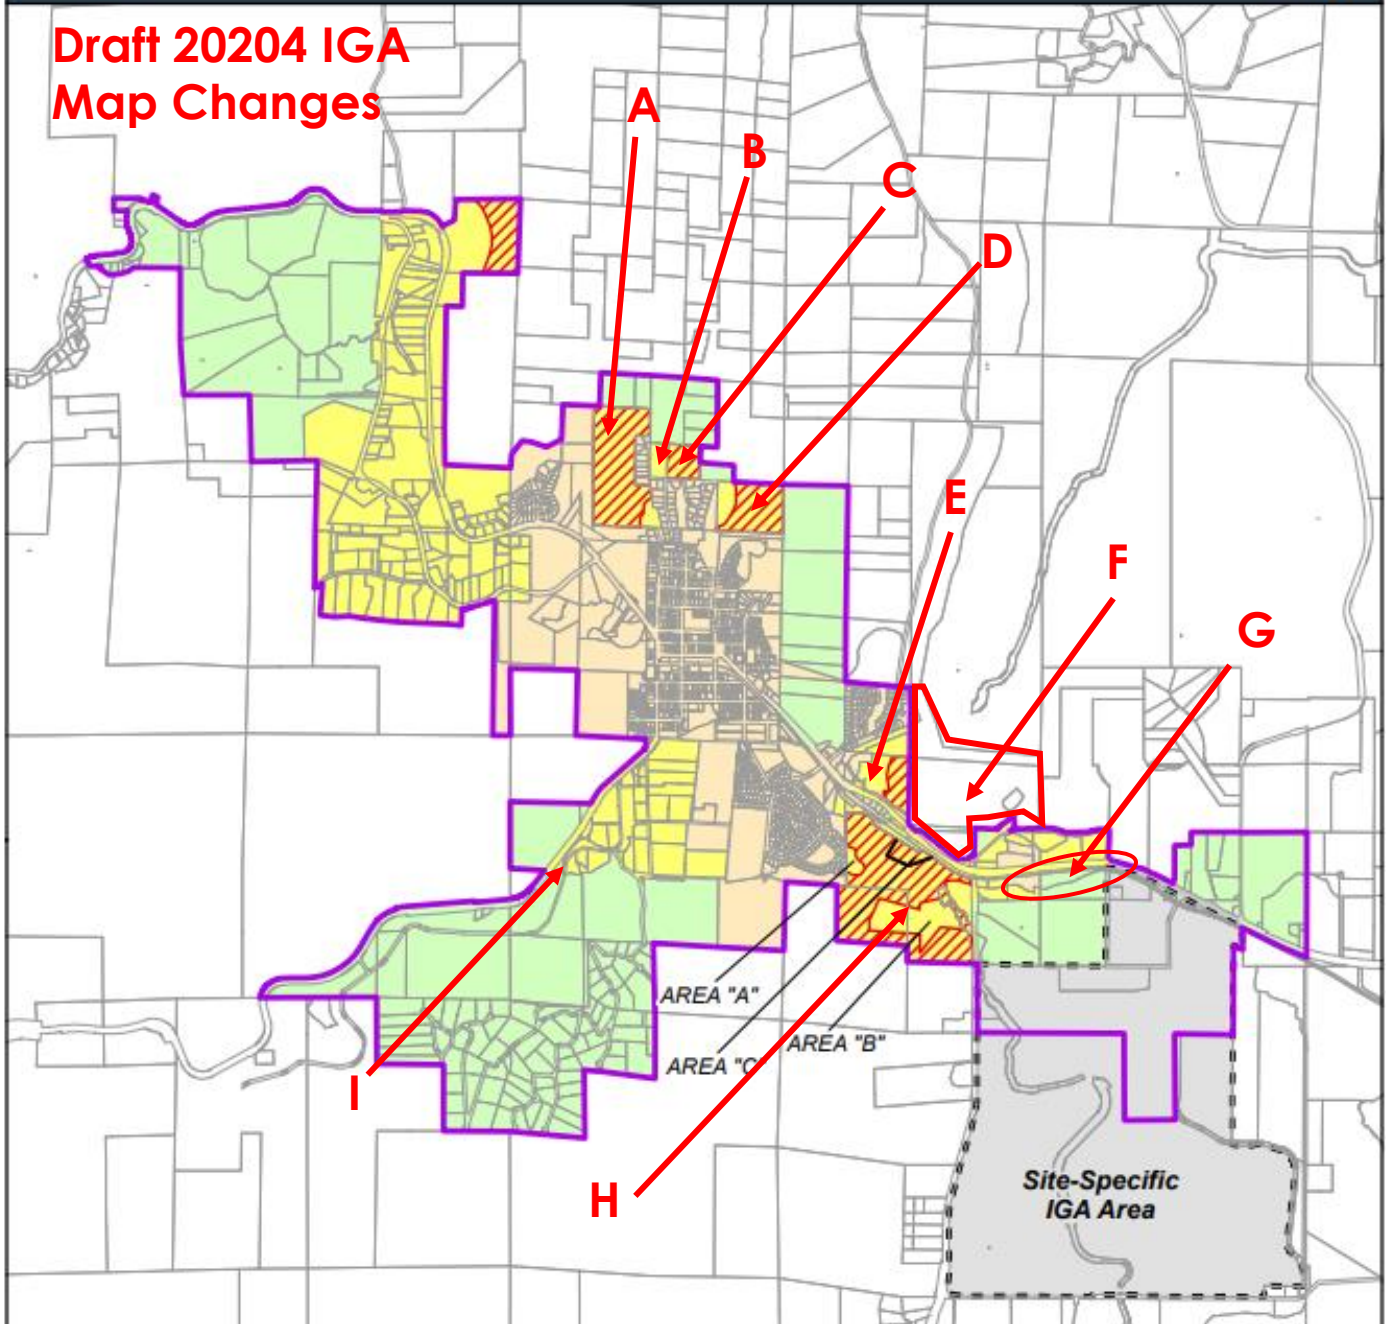 Draft 20204 IGA
Map Changes
A
B
C
D
E
F
G
AREA "A"
AREA "B"
AREA "C"
I
H
Site-Specific
IGA Area